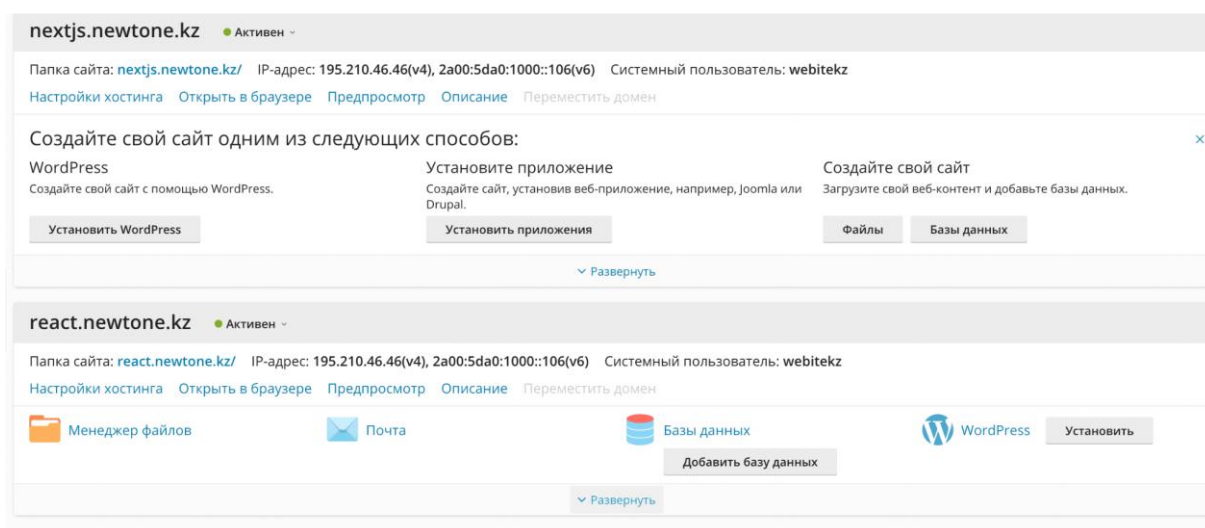 nextjs.newtone.kz Активен
Папка сайта: nextjs.newtone.kz/ IP-адрес: 195.210.46.46(v4), 2a00:5da0:1000::106(v6) Системный пользователь: webitekz
Настройки хостинга Открыть в браузере Предпросмотр Описание Переместить домен
Создайте свой сайт одним из следующих способов:
WordPress Установите приложение Создайте свой сайт
Создайте свой сайт с помощью WordPress. Создайте сайт, установив веб-приложение, например, Joomla или Загрузите свой веб-контент и добавьте базы данных.
Drupal.
Установить WordPress Установить приложения Файлы Базы данных
Развернуть
react.newtone.kz Активен
Папка сайта: react.newtone.kz/ IP-адрес: 195.210.46.46(v4), 2a00:5da0:1000::106(v6) Системный пользователь: webitekz
Настройки хостинга Открыть в браузере Предпросмотр Описание Переместить домен
Менеджер файлов Почта Базы данных WordPress Установить
Добавить базу данных
Развернуть